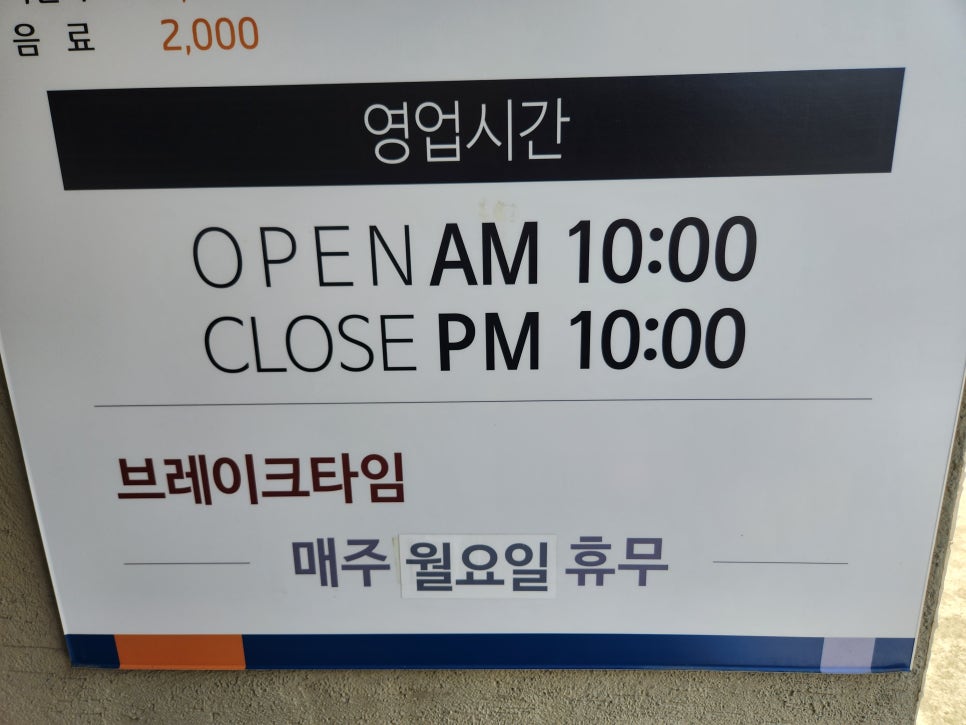 음 료 2,000
영업시간
OPEN AM 10:00
CLOSE PM 10:00
브레이크타임
매주 월요일 휴무